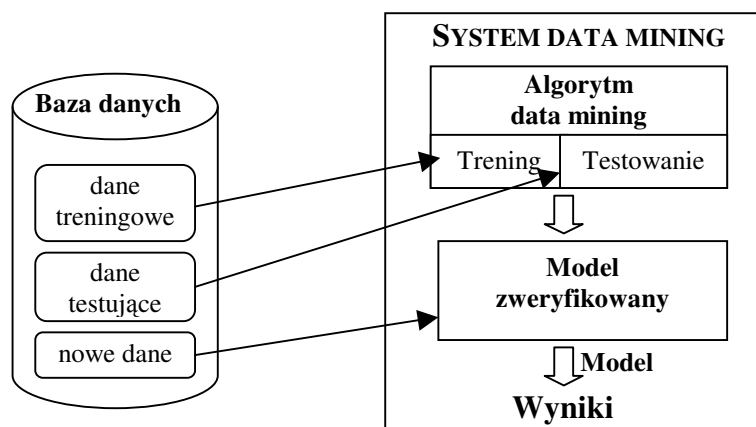 SYSTEM DATA MINING
Baza danych
dane
treningowe
dane
testujące
nowe dane
Algorytm
data mining
Trening
Testowanie
Model
zweryfikowany
Model
Wyniki